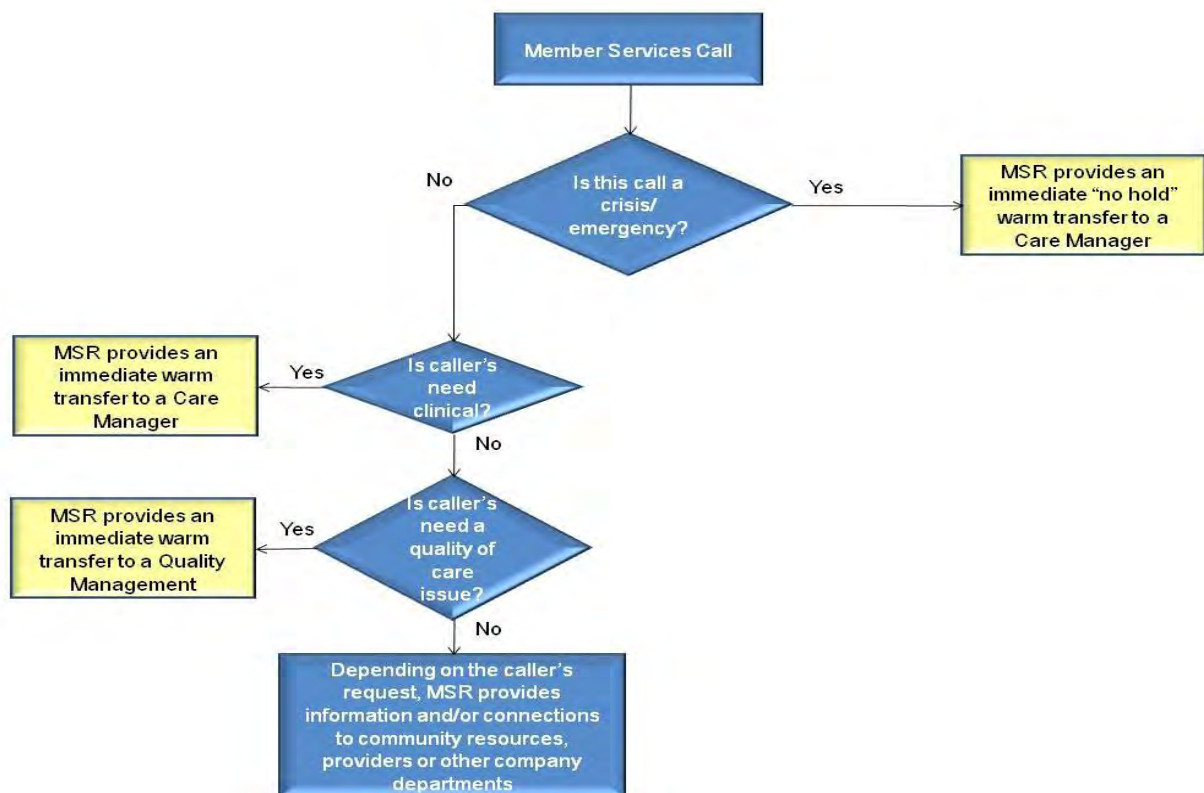 Member Services Call
Is this call a
crisis/
emergency?
No
Yes
MSR provides an
immediate “no hold”
warm transfer to a
Care Manager
MSR provides an
immediate warm
transfer to a Care
Manager
Yes
Is caller’s
need
clinical?
No
MSR provides an
immediate warm
transfer to a Quality
Management
Yes
Is caller’s
need a
quality of
care
issue?
No
Depending on the caller’s
request, MSR provides
information and/or connections
to community resources,
providers or other company
departments